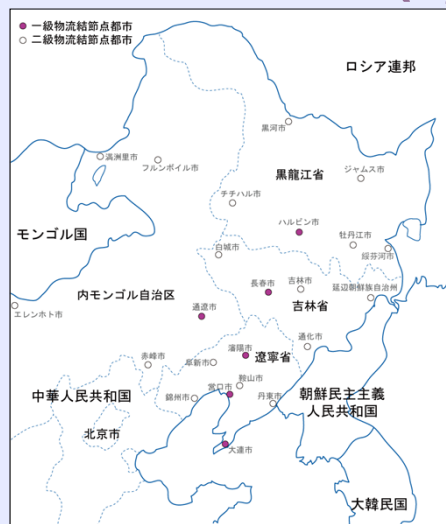 一級物流結節点都市
二級物流結節点都市
ロシア連邦
黒河市
満洲里市
フルンボイル市
黒龍江省
ジャムス市
チチハル市
ハルビン市
モンゴル国
牡丹江市
綏芬河市
白城市
長春市
吉林市
延辺朝鮮族自治州
内モンゴル自治区
吉林省
エレンホト市
通遼市
通化市
瀋陽市
遼寧省
赤峰市
阜新市
鞍山市
営口市
錦州市
丹東市
朝鮮民主主義
人民共和国
中華人民共和国
北京市
大連市
大韓民国